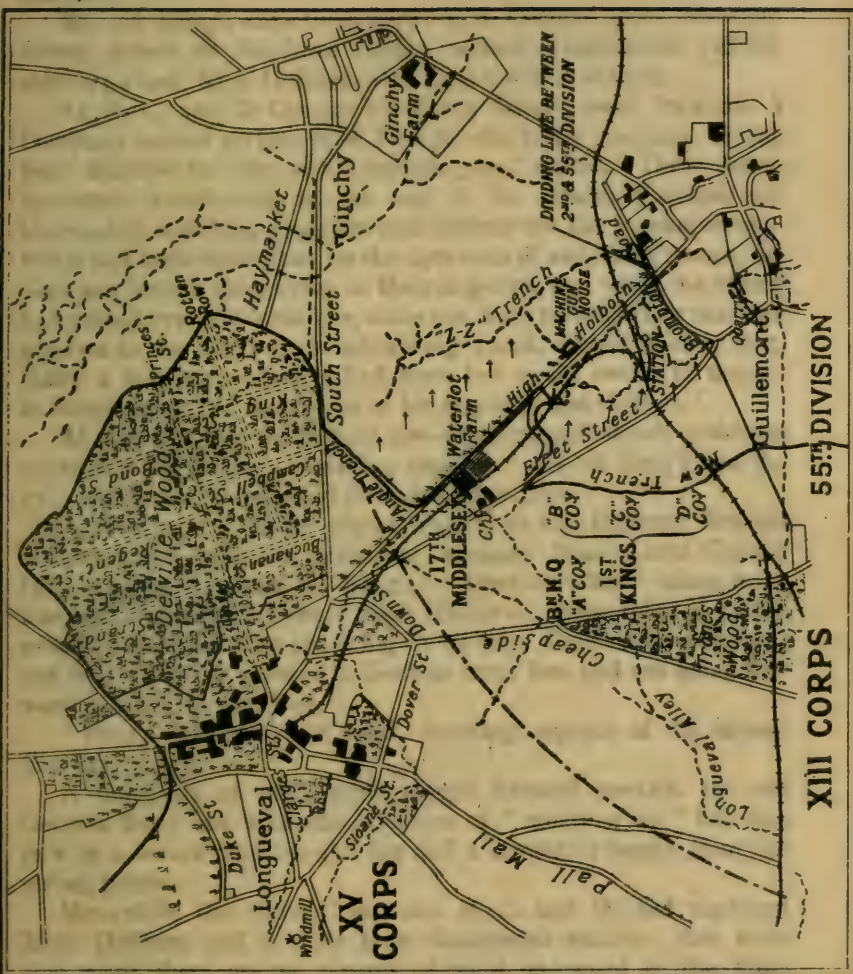 Haymarket
Ginchy
Farm
Ginchy
South Street
Rotten
Row
Princes
St.
King
Bond St
Campbell
Regent
Buchanan St
Strand
Delville Wood
DIVIDING LINE BETWEEN
2ND & 55TH DIVISION
"Z-Z" Trench
MACHINE
GUN
HOUSE
High Holborn
Brompton Road
STATION
Quarry
Guillemont
Angle Trench
Waterlot
Farm
17TH
MIDDLESEX
Fleet Street
New
Trench
"B"
COY
"C"
COY
"D"
COY
1ST
KINGS
BN H.Q
"A" COY
Down St
Dover St
Cheapside
Trones
Wood
Longueval Alley
Pall Mall
Duke St
Longueval
Clarges St
Sloane St
Windmill
XV
CORPS
XIII CORPS
55TH DIVISION